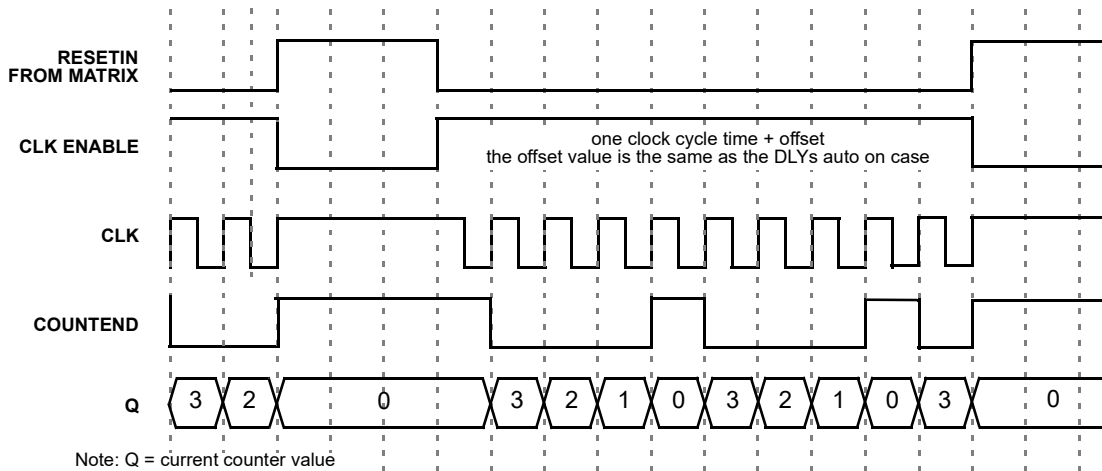 RESETIN
FROM MATRIX
CLK ENABLE
one clock cycle time + offset
the offset value is the same as the DLYs auto on case
CLK
COUNTEND
Q 3 2 0 3 2 1 0 3 2 1 0 3 0
Note: Q = current counter value